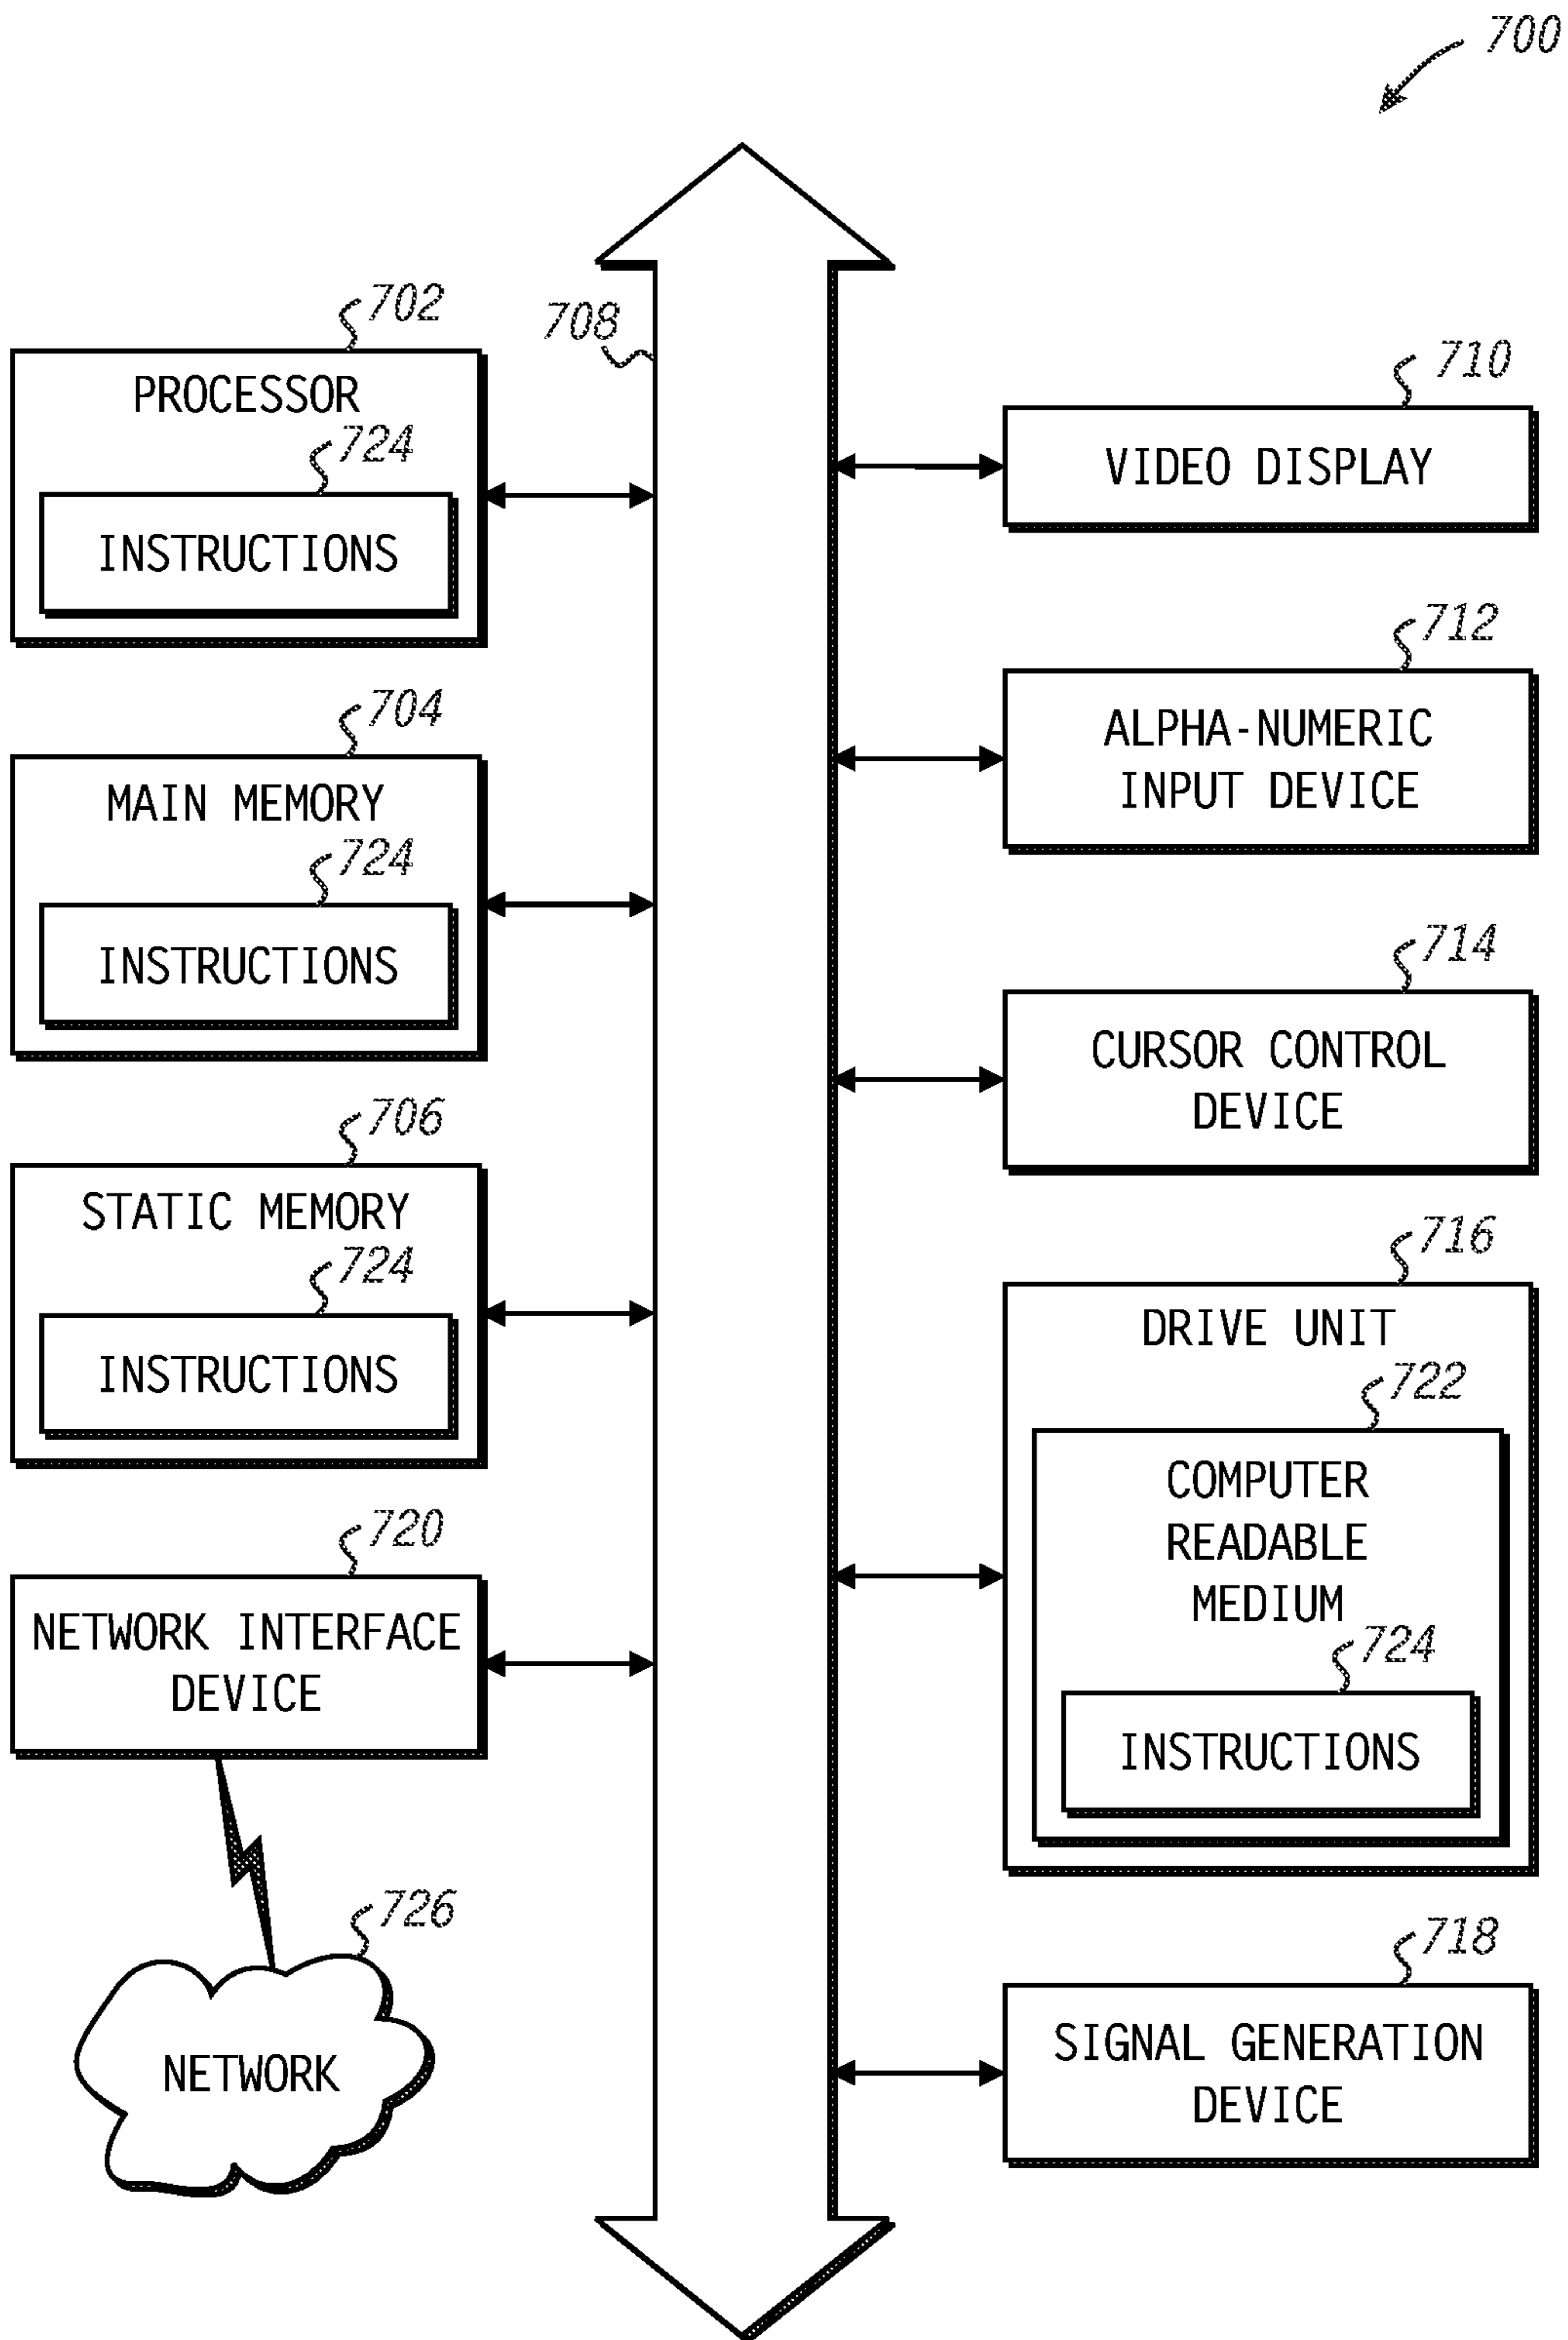 700
702
PROCESSOR
724
INSTRUCTIONS
704
MAIN MEMORY
724
INSTRUCTIONS
706
STATIC MEMORY
724
INSTRUCTIONS
720
NETWORK INTERFACE
DEVICE
726
NETWORK
708
710
VIDEO DISPLAY
712
ALPHA-NUMERIC
INPUT DEVICE
714
CURSOR CONTROL
DEVICE
716
DRIVE UNIT
722
COMPUTER
READABLE
MEDIUM
724
INSTRUCTIONS
718
SIGNAL GENERATION
DEVICE